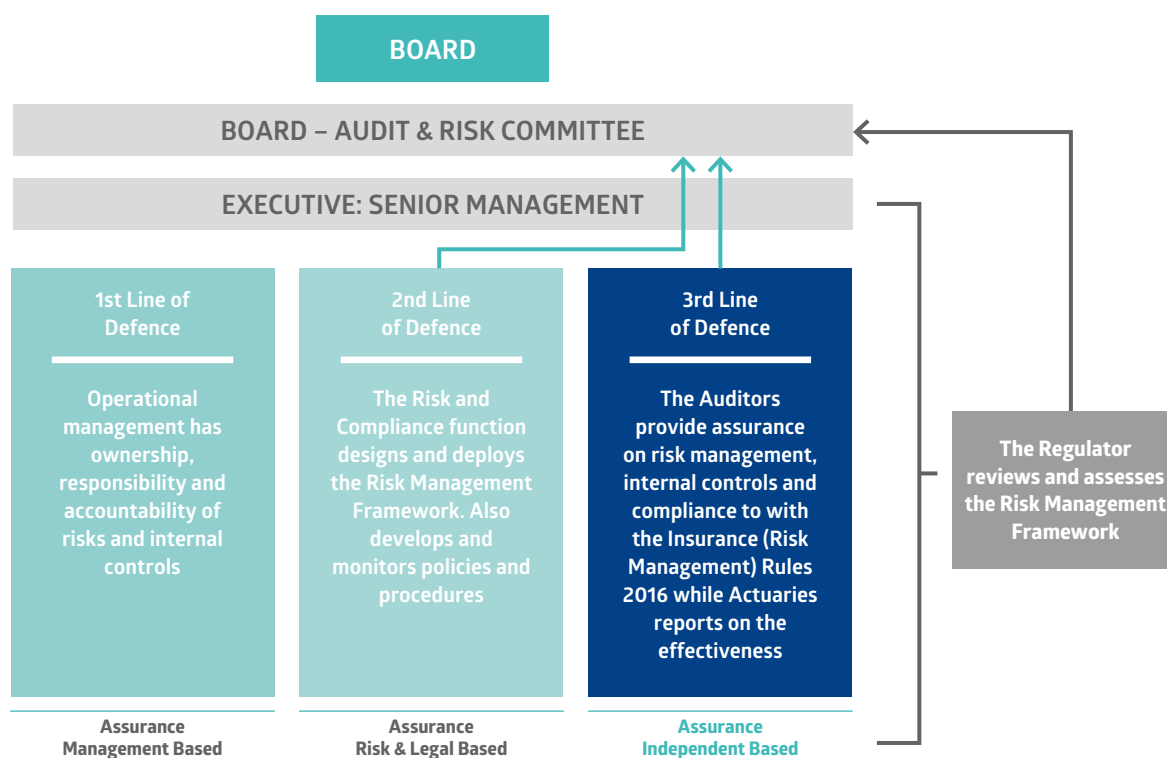 BOARD
BOARD – AUDIT & RISK COMMITTEE
EXECUTIVE: SENIOR MANAGEMENT
1st Line of
Defence
Operational
management has
ownership,
responsibility and
accountability of
risks and internal
controls
Assurance
Management Based
2nd Line
of Defence
The Risk and
Compliance function
designs and deploys
the Risk Management
Framework. Also
develops and
monitors policies and
procedures
Assurance
Risk & Legal Based
3rd Line
of Defence
The Auditors
provide assurance
on risk management,
internal controls and
compliance to with
the Insurance (Risk
Management) Rules
2016 while Actuaries
reports on the
effectiveness
Assurance
Independent Based
The Regulator
reviews and assesses
the Risk Management
Framework